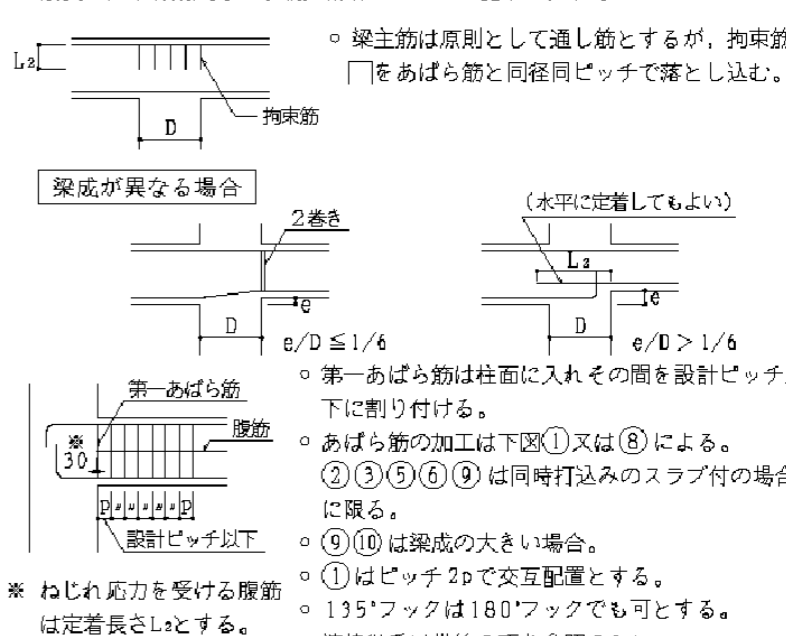 ◦ 梁主筋は原則として通し筋とするが，拘束筋
をあばら筋と同径同ピッチで落とし込む。
L₂
D
拘束筋
梁成が異なる場合
2巻き
e
D
e/D ≦ 1/6
(水平に定着してもよい)
L₂
e
D
e/D > 1/6
第一あばら筋
腹筋
※
30
P 〃 〃 〃 〃 〃 P
設計ピッチ以下
※ ねじれ応力を受ける腹筋
は定着長さL₂とする。
◦ 第一あばら筋は柱面に入れその間を設計ピッチ
下に割り付ける。
◦ あばら筋の加工は下図①又は⑧による。
②③⑤⑥⑨は同時打込みのスラブ付の場合
に限る。
◦ ⑨⑩は梁成の大きい場合。
◦ ①はピッチ2pで交互配置とする。
◦ 135°フックは180°フックでも可とする。